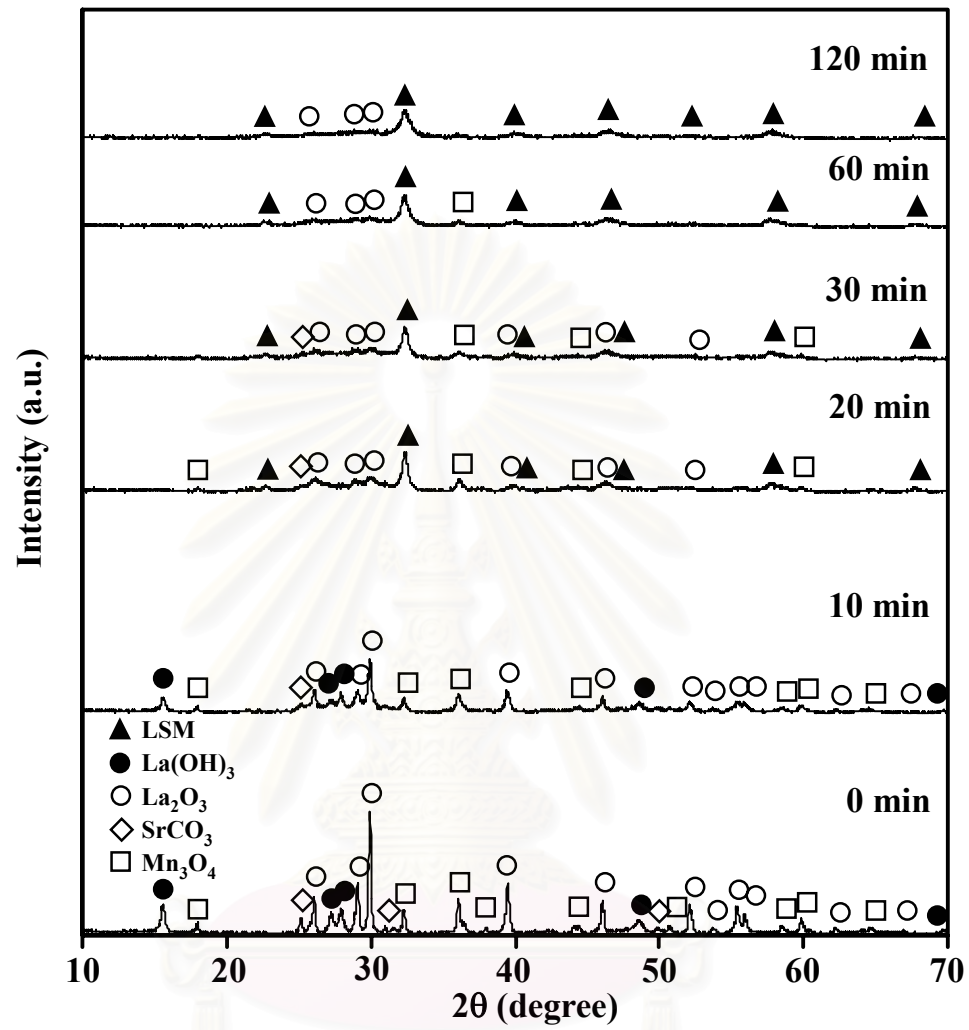 120 min
60 min
30 min
20 min
10 min
▲ LSM
● La(OH)₃
○ La₂O₃
◇ SrCO₃
□ Mn₃O₄
0 min
Intensity (a.u.)
10 20 30 40 50 60 70
2θ (degree)